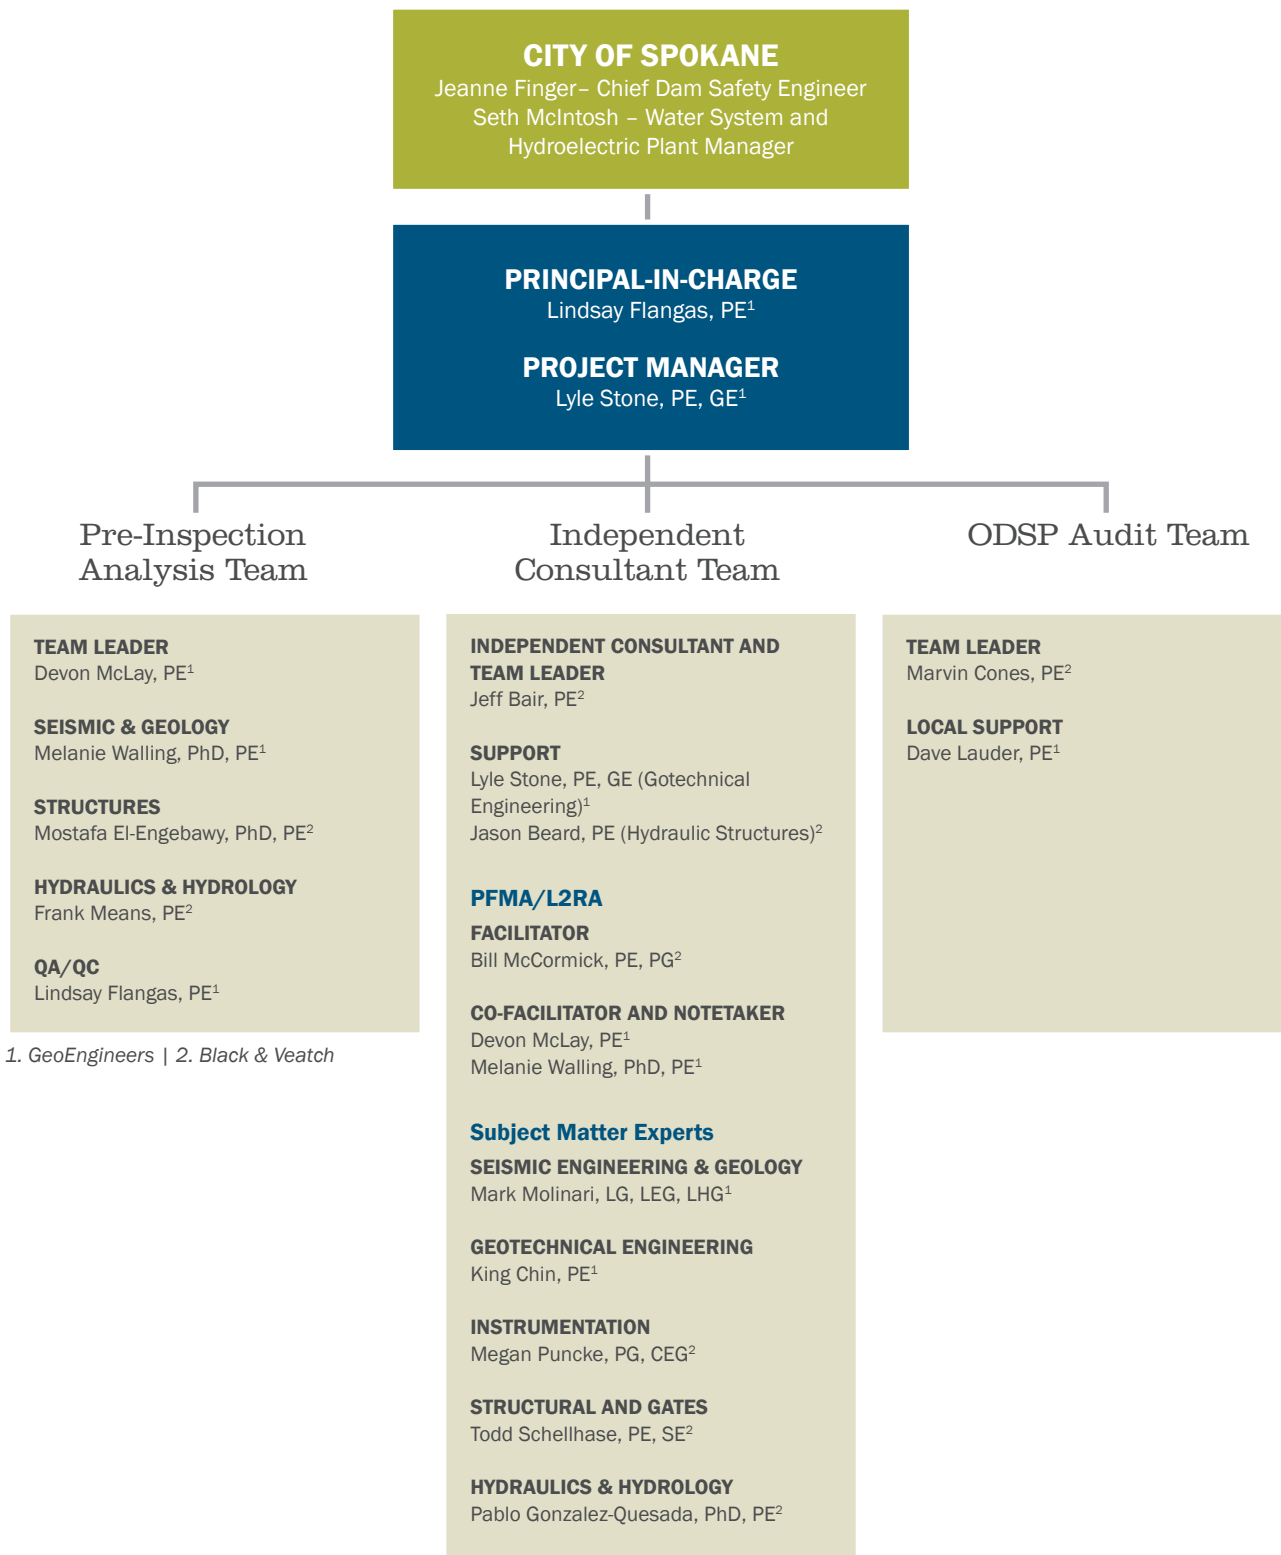 CITY OF SPOKANE
Jeanne Finger– Chief Dam Safety Engineer
Seth McIntosh – Water System and
Hydroelectric Plant Manager
PRINCIPAL-IN-CHARGE
Lindsay Flangas, PE¹
PROJECT MANAGER
Lyle Stone, PE, GE¹
Pre-Inspection
Analysis Team
TEAM LEADER
Devon McLay, PE¹
SEISMIC & GEOLOGY
Melanie Walling, PhD, PE¹
STRUCTURES
Mostafa El-Engebawy, PhD, PE²
HYDRAULICS & HYDROLOGY
Frank Means, PE²
QA/QC
Lindsay Flangas, PE¹
1. GeoEngineers | 2. Black & Veatch
Independent
Consultant Team
INDEPENDENT CONSULTANT AND
TEAM LEADER
Jeff Bair, PE²
SUPPORT
Lyle Stone, PE, GE (Gotechnical
Engineering)¹
Jason Beard, PE (Hydraulic Structures)²
PFMA/L2RA
FACILITATOR
Bill McCormick, PE, PG²
CO-FACILITATOR AND NOTETAKER
Devon McLay, PE¹
Melanie Walling, PhD, PE¹
Subject Matter Experts
SEISMIC ENGINEERING & GEOLOGY
Mark Molinari, LG, LEG, LHG¹
GEOTECHNICAL ENGINEERING
King Chin, PE¹
INSTRUMENTATION
Megan Puncke, PG, CEG²
STRUCTURAL AND GATES
Todd Schellhase, PE, SE²
HYDRAULICS & HYDROLOGY
Pablo Gonzalez-Quesada, PhD, PE²
ODSP Audit Team
TEAM LEADER
Marvin Cones, PE²
LOCAL SUPPORT
Dave Lauder, PE¹